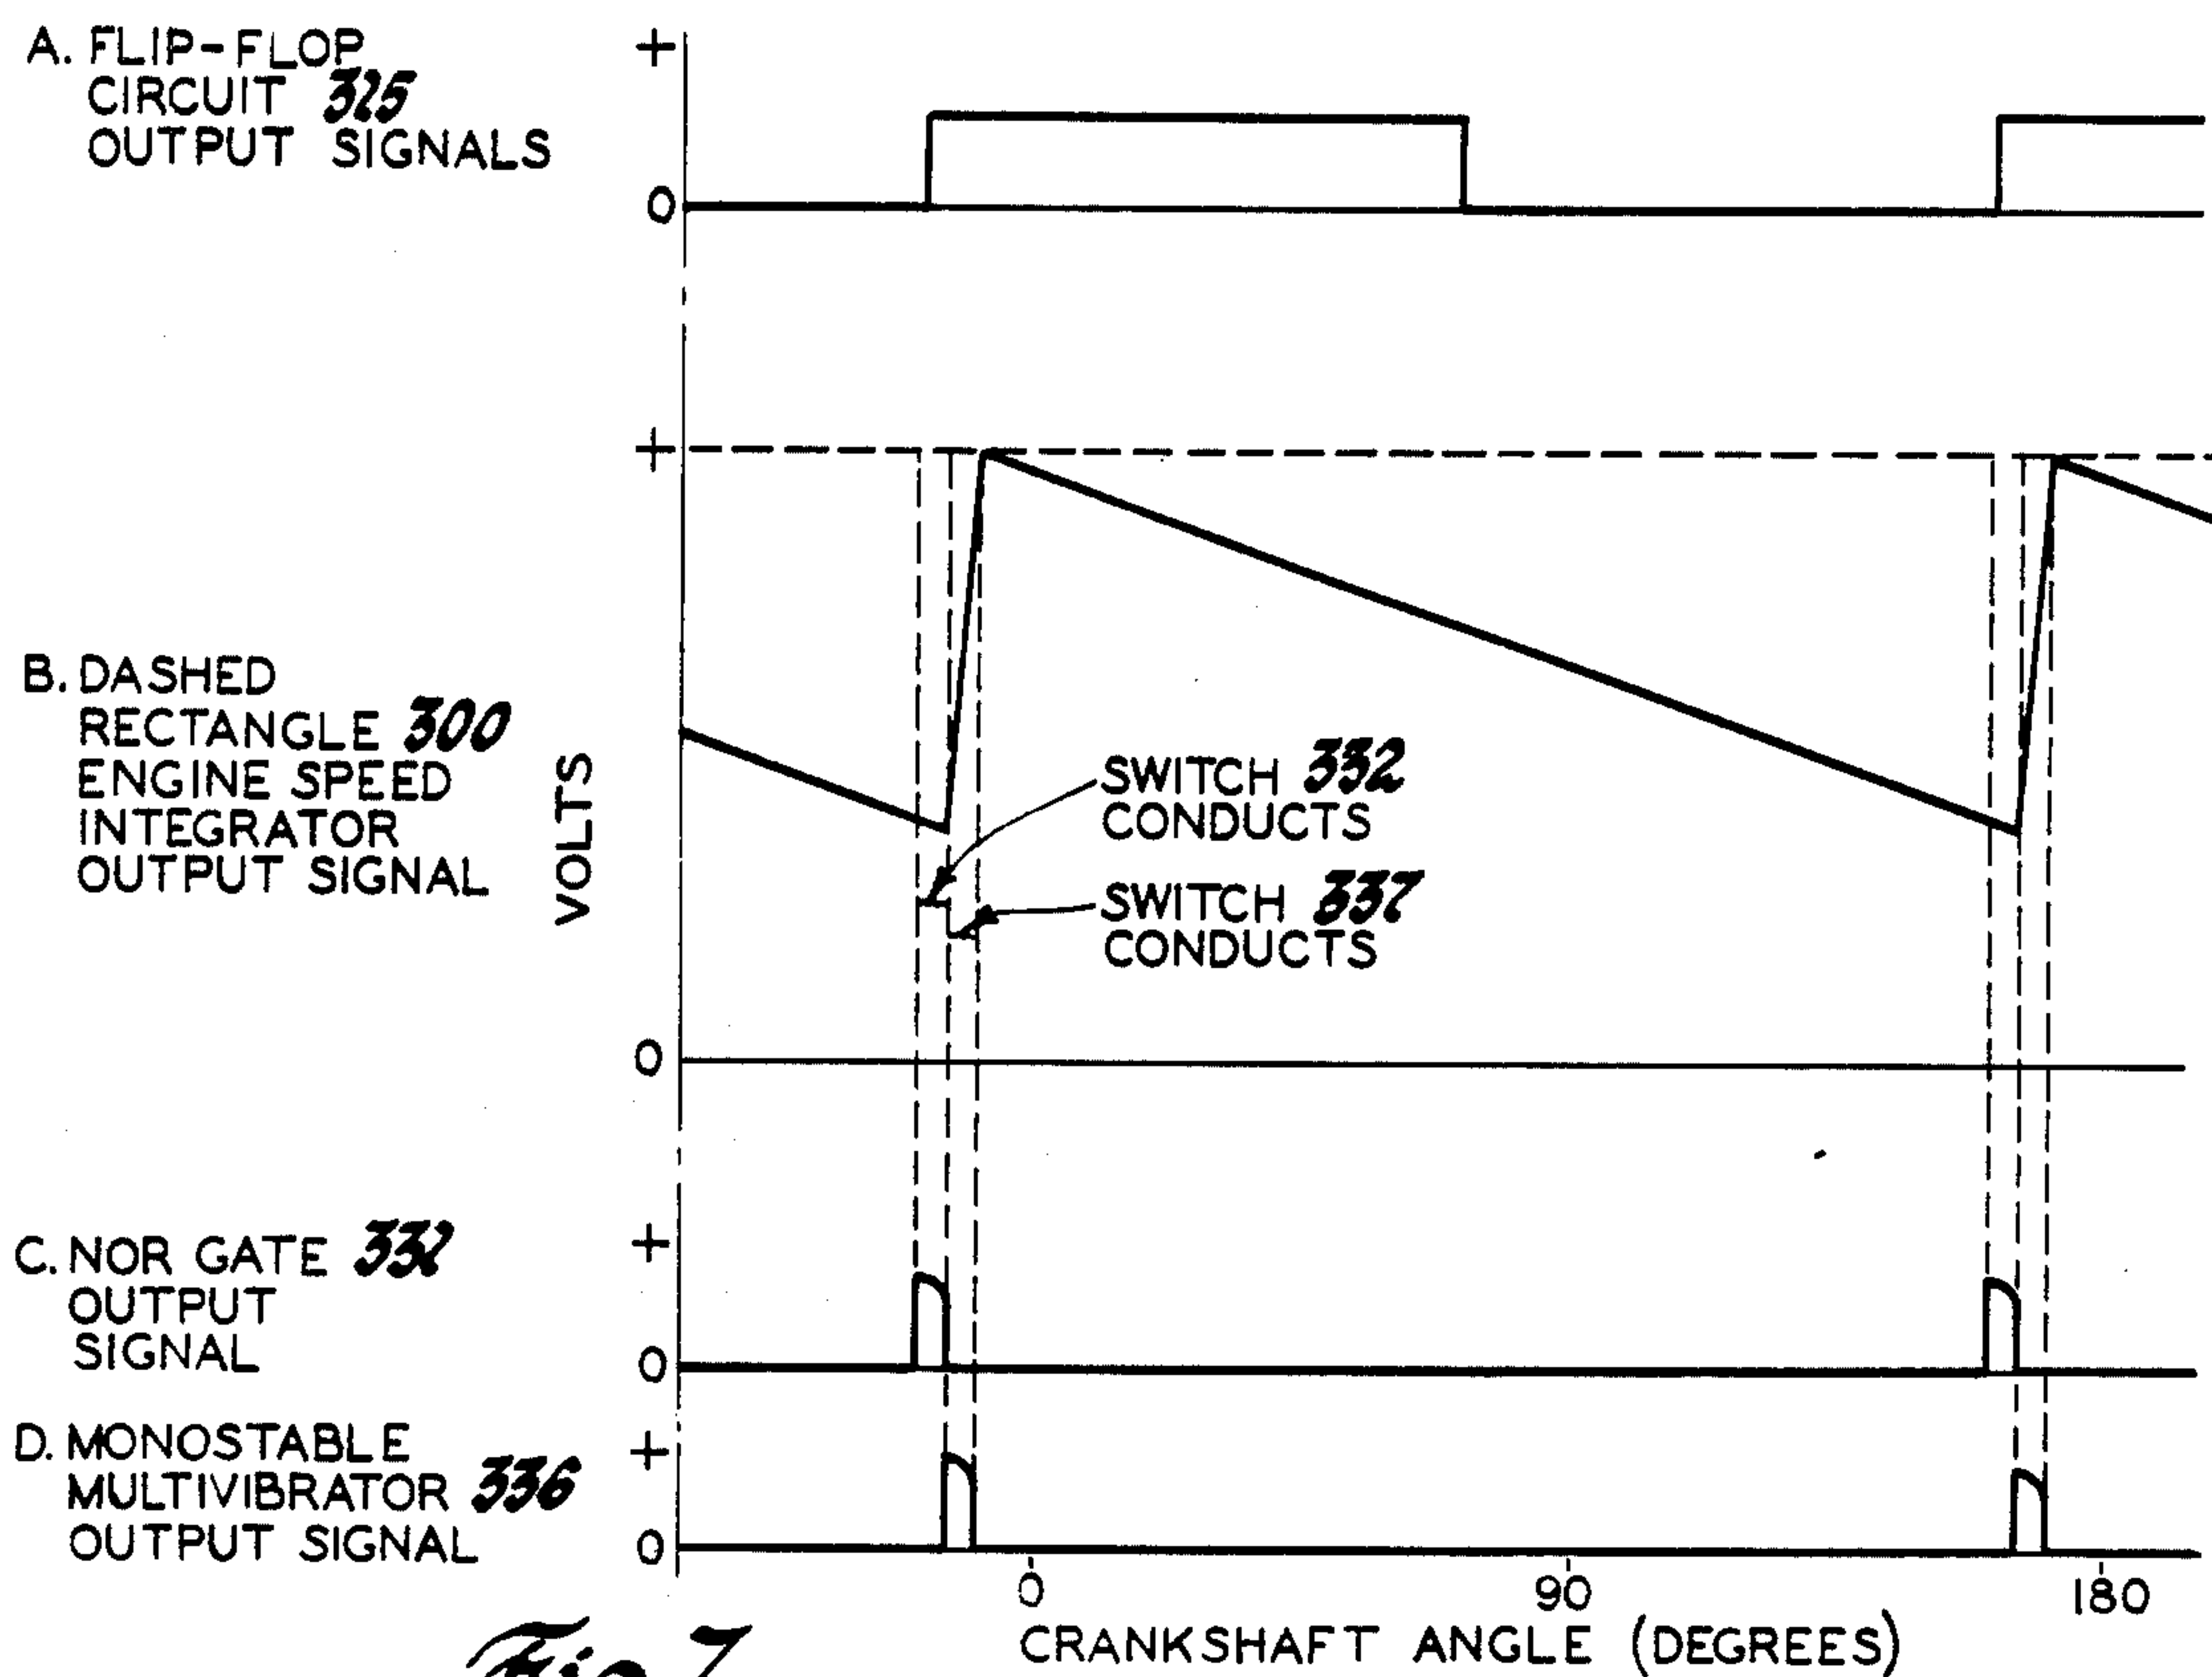 A. FLIP-FLOP
CIRCUIT 325
OUTPUT SIGNALS
+
0
+
B. DASHED
RECTANGLE 300
ENGINE SPEED
INTEGRATOR
OUTPUT SIGNAL
VOLTS
SWITCH 332
CONDUCTS
SWITCH 337
CONDUCTS
0
C. NOR GATE 332
OUTPUT
SIGNAL
+
0
D. MONOSTABLE
MULTIVIBRATOR 336
OUTPUT SIGNAL
+
0
0 90 180
CRANKSHAFT ANGLE (DEGREES)
Fig. 7